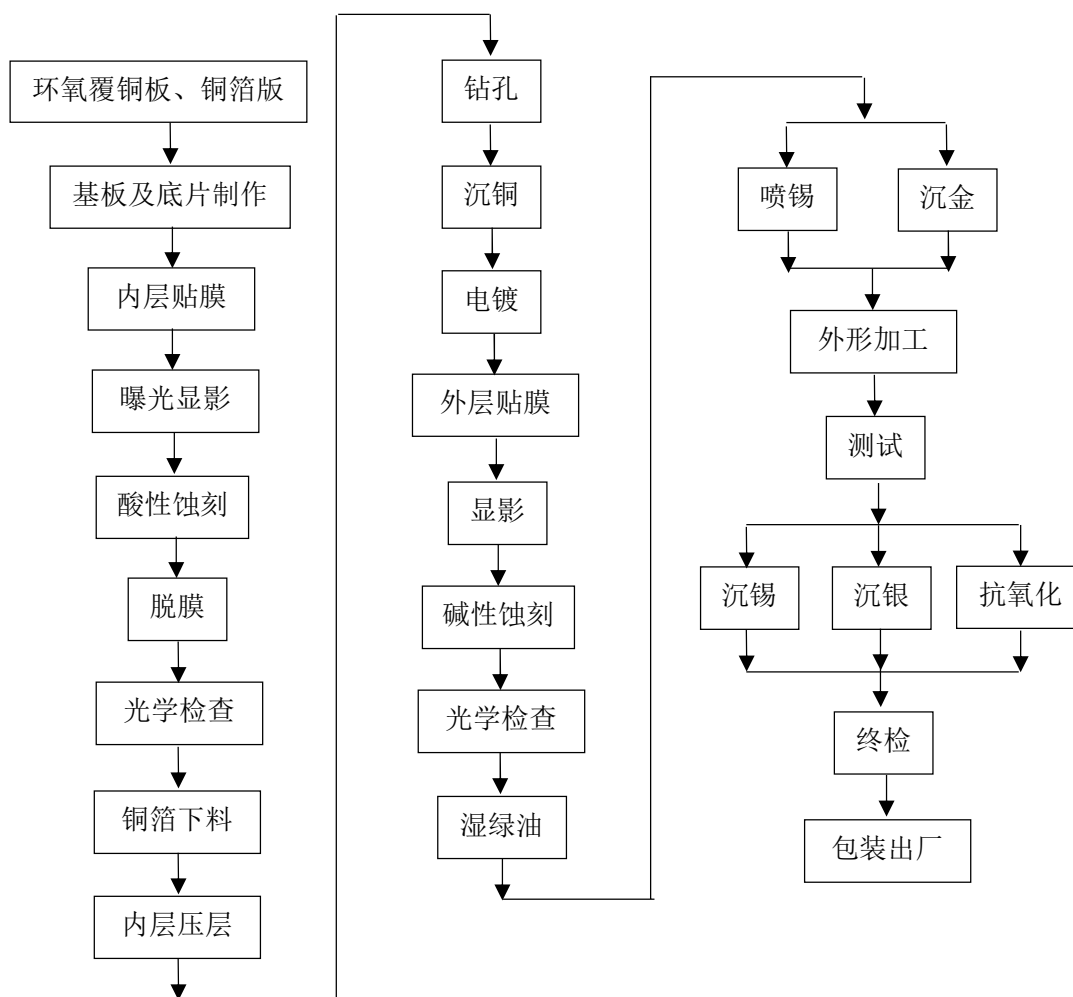 环氧覆铜板、铜箔版
基板及底片制作
内层贴膜
曝光显影
酸性蚀刻
脱膜
光学检查
铜箔下料
内层压层
钻孔
沉铜
电镀
外层贴膜
显影
碱性蚀刻
光学检查
湿绿油
喷锡
沉金
外形加工
测试
沉锡
沉银
抗氧化
终检
包装出厂